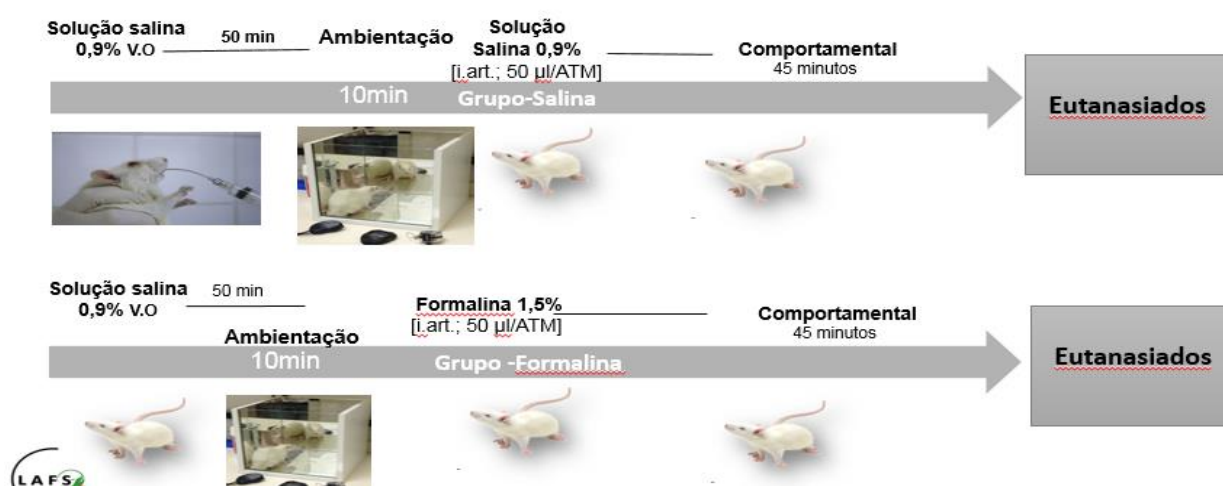 Solução salina
0,9% V.O
50 min
Ambientação
Solução
Salina 0,9%
[i.art.; 50 µl/ATM]
Comportamental
45 minutos
10min
Grupo-Salina
Eutanasiados
Solução salina
0,9% V.O
50 min
Ambientação
Formalina 1,5%
[i.art.; 50 µl/ATM]
Comportamental
45 minutos
10min
Grupo -Formalina
Eutanasiados
LAFS